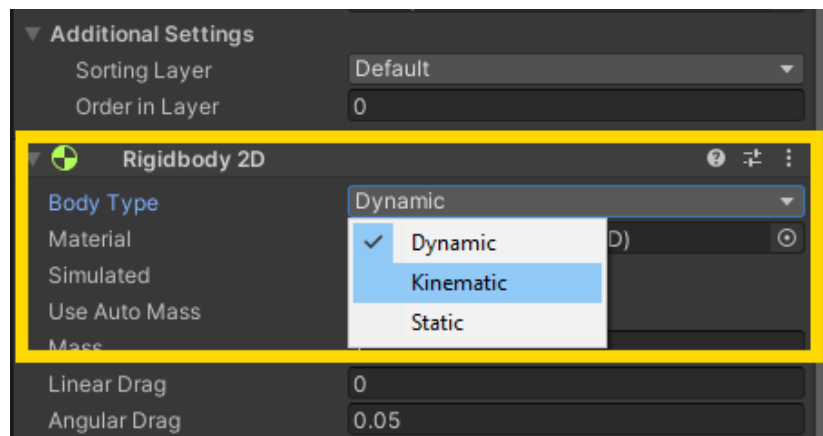 Additional Settings
Sorting Layer Default
Order in Layer 0
Rigidbody 2D
Body Type Dynamic
Material D)
Dynamic
Simulated
Kinematic
Use Auto Mass
Static
Mass
Linear Drag 0
Angular Drag 0.05